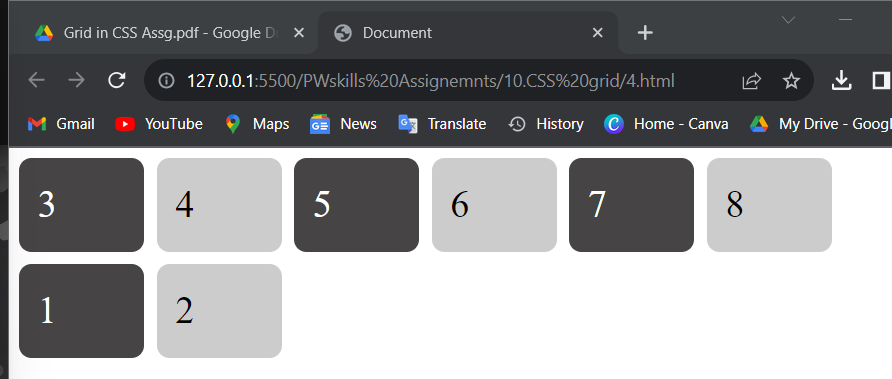 Grid in CSS Assg.pdf - Google D
Document
127.0.0.1:5500/PWskills%20Assignemnts/10.CSS%20grid/4.html
Gmail YouTube Maps News Translate History Home - Canva My Drive - Googl
3 4 5 6 7 8
1 2